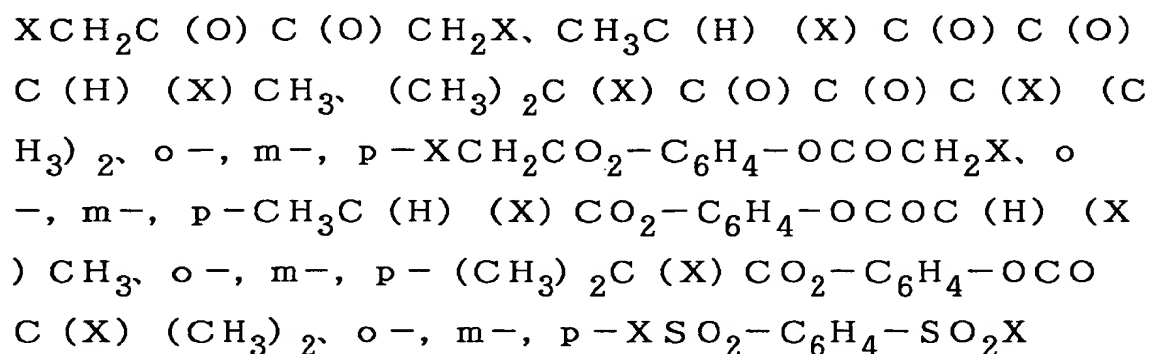 XCH₂C (O) C (O) CH₂X、CH₃C (H) (X) C (O) C (O)
C (H) (X) CH₃、 (CH₃) ₂C (X) C (O) C (O) C (X) (C
H₃) ₂、o－, m－, p－XCH₂CO₂－C₆H₄－OCOCH₂X、o
－, m－, p－CH₃C (H) (X) CO₂－C₆H₄－OCOC (H) (X
) CH₃、o－, m－, p－ (CH₃) ₂C (X) CO₂－C₆H₄－OCO
C (X) (CH₃) ₂、o－, m－, p－XSO₂－C₆H₄－SO₂X